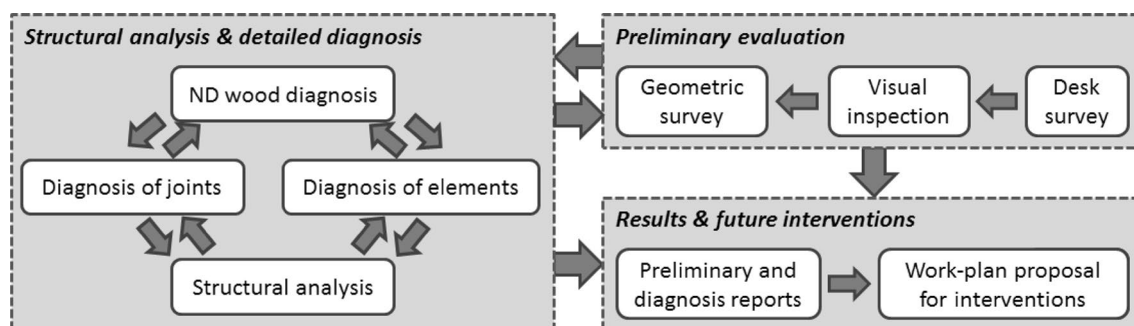 Structural analysis & detailed diagnosis
ND wood diagnosis
Diagnosis of joints
Diagnosis of elements
Structural analysis
Preliminary evaluation
Geometric
survey
Visual
inspection
Desk
survey
Results & future interventions
Preliminary and
diagnosis reports
Work-plan proposal
for interventions